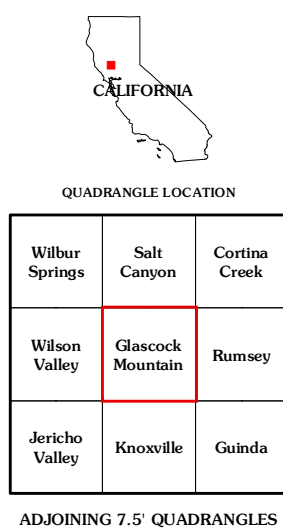 CALIFORNIA
QUADRANGLE LOCATION
Wilbur
Springs
Salt
Canyon
Cortina
Creek
Wilson
Valley
Glascock
Mountain
Rumsey
Jericho
Valley
Knoxville
Guinda
ADJOINING 7.5' QUADRANGLES